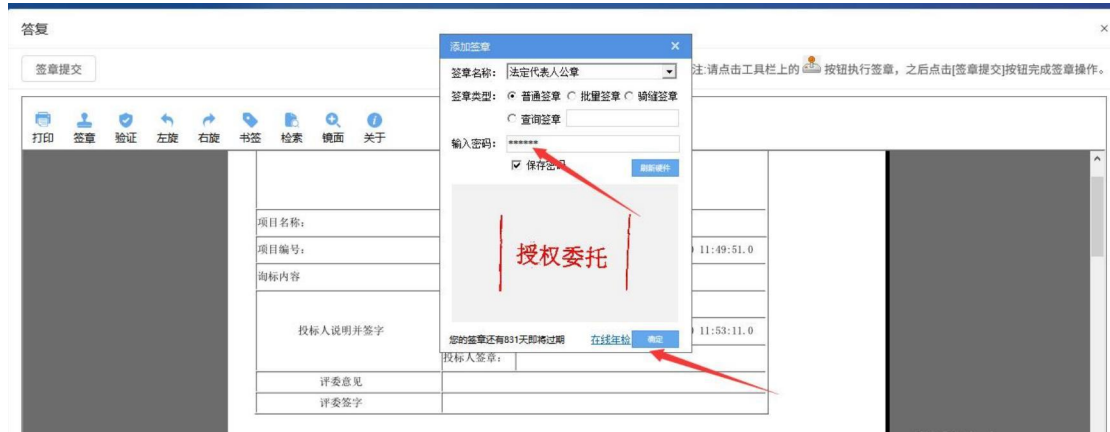 答复
×
添加签章
×
签章提交
注:请点击工具栏上的 按钮执行签章，之后点击[签章提交]按钮完成签章操作。
签章名称: 法定代表人公章
签章类型: 普通签章 批量签章 骑缝签章
查询签章
输入密码: ******
保存密码
刷新硬件
打印 签章 验证 左旋 右旋 书签 检索 镜面 关于
授权委托
您的签章还有831天即将过期 在线年检 确定
项目名称:
项目编号:
11:49:51.0
询标内容
投标人说明并签字
11:53:11.0
投标人签章:
评委意见
评委签字